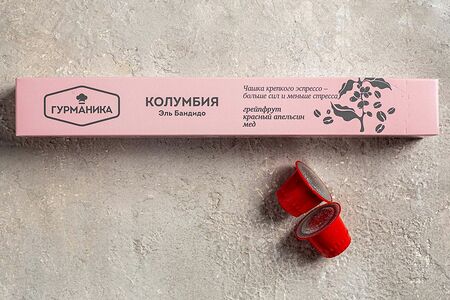 ГУРМАНИКА
КОЛУМБИЯ
Эль Бандидо
Чашка крепкого эспрессо –
больше сил и меньше стресса
грейпфрут
красный апельсин
мед